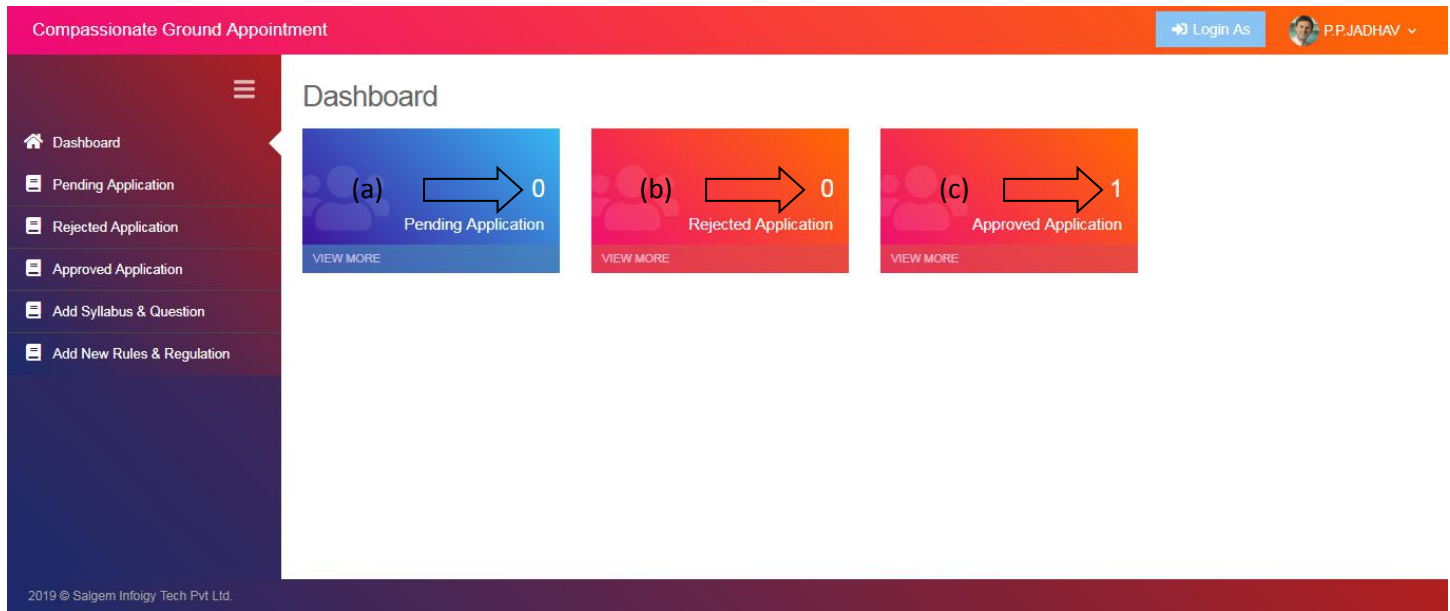 Compassionate Ground Appointment
Login As
P.P.JADHAV
Dashboard
Dashboard
Pending Application
Rejected Application
Approved Application
Add Syllabus & Question
Add New Rules & Regulation
(a) 0
Pending Application
VIEW MORE
(b) 0
Rejected Application
VIEW MORE
(c) 1
Approved Application
VIEW MORE
2019 © Salgem Infoigy Tech Pvt Ltd.